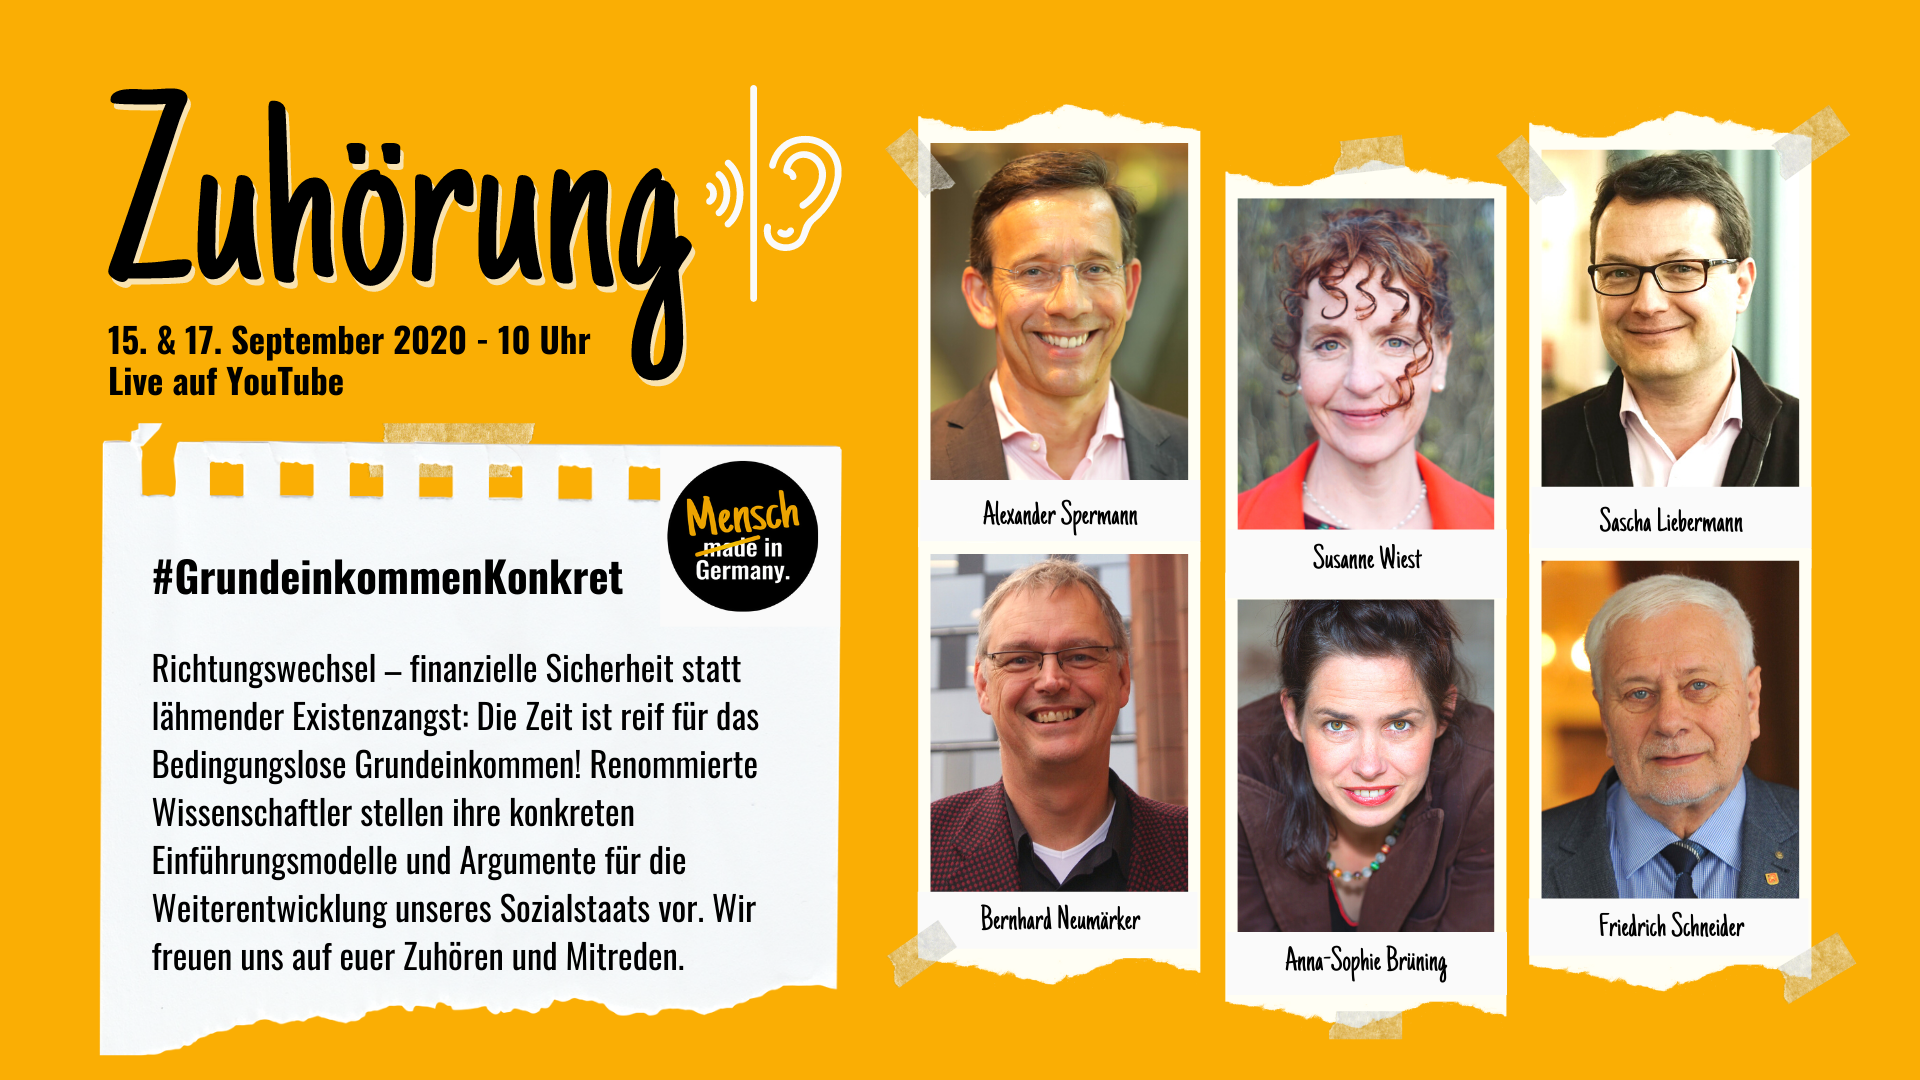 Zuhörung
15. & 17. September 2020 - 10 Uhr
Live auf YouTube
Mensch
made in
Germany.
#GrundeinkommenKonkret
Richtungswechsel – finanzielle Sicherheit statt
lähmender Existenzangst: Die Zeit ist reif für das
Bedingungslose Grundeinkommen! Renommierte
Wissenschaftler stellen ihre konkreten
Einführungsmodelle und Argumente für die
Weiterentwicklung unseres Sozialstaats vor. Wir
freuen uns auf euer Zuhören und Mitreden.
Alexander Spermann
Susanne Wiest
Sascha Liebermann
Bernhard Neumärker
Anna-Sophie Brüning
Friedrich Schneider